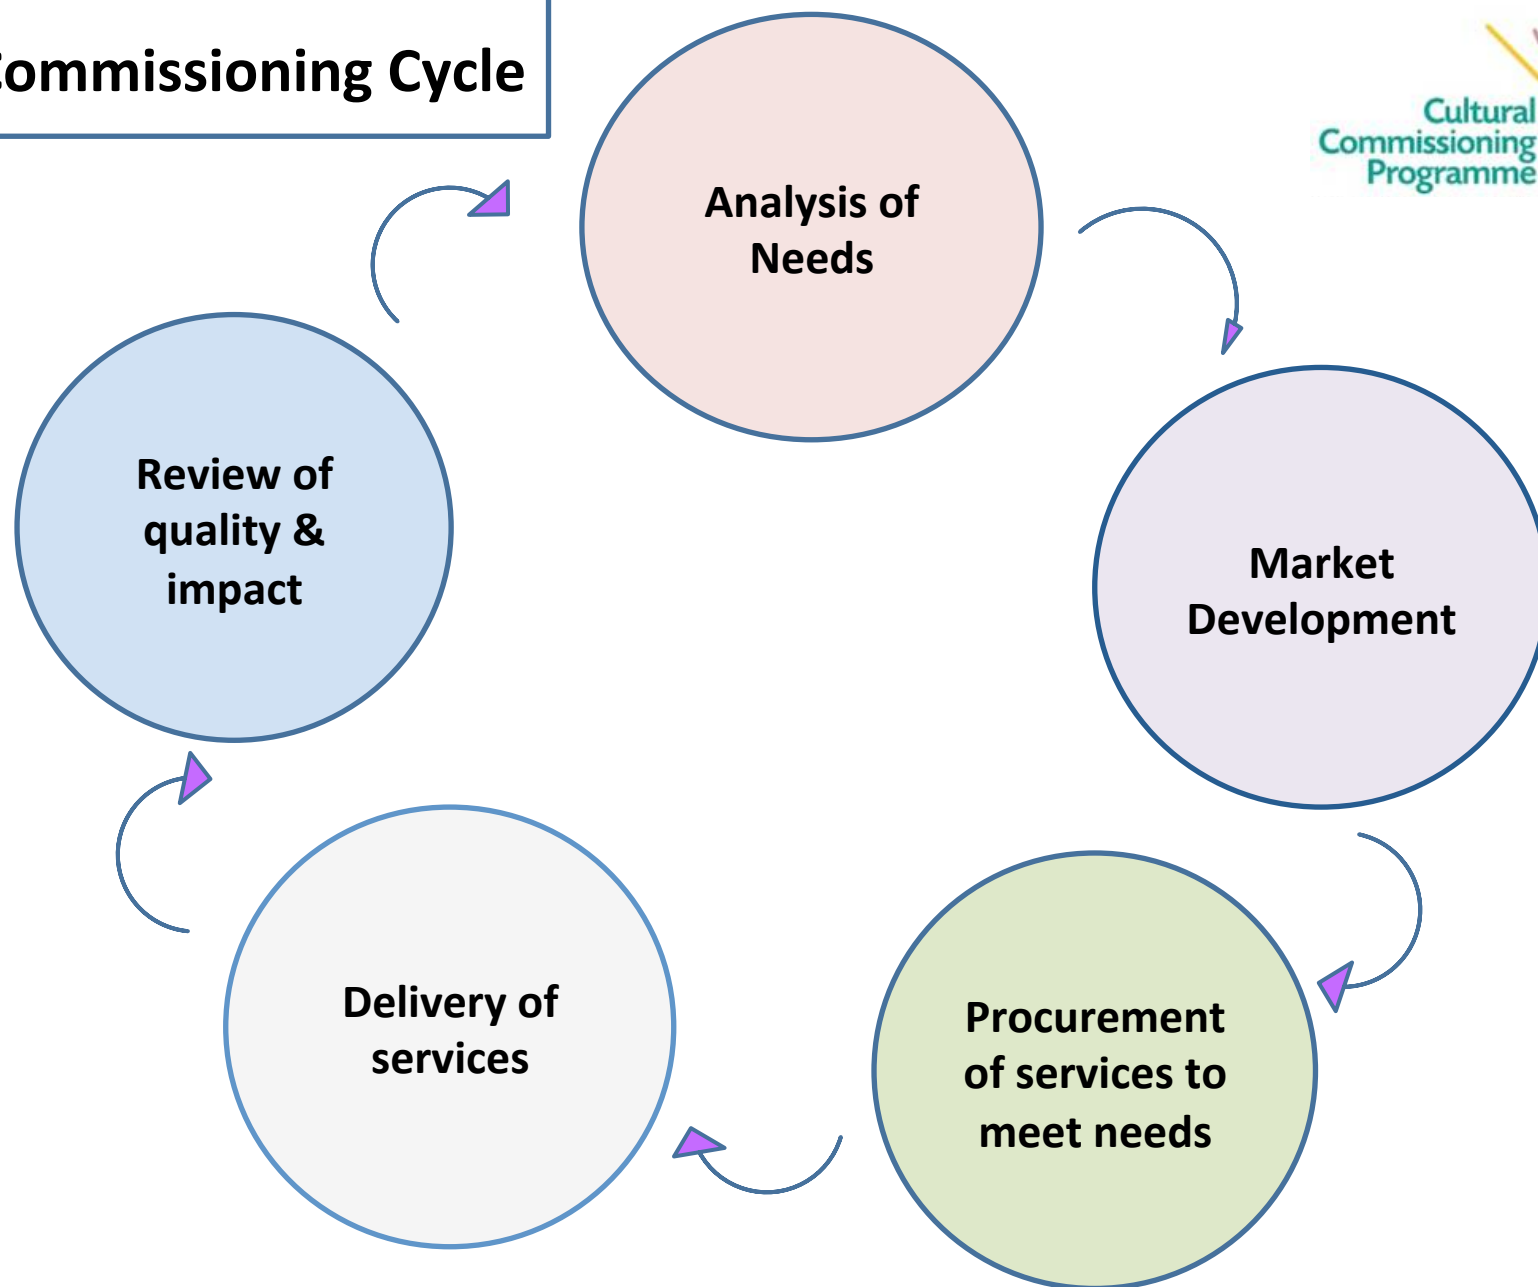 ommissioning Cycle
Cultural
Commissioning
Programme
Analysis of
Needs
Market
Development
Procurement
of services to
meet needs
Delivery of
services
Review of
quality &
impact